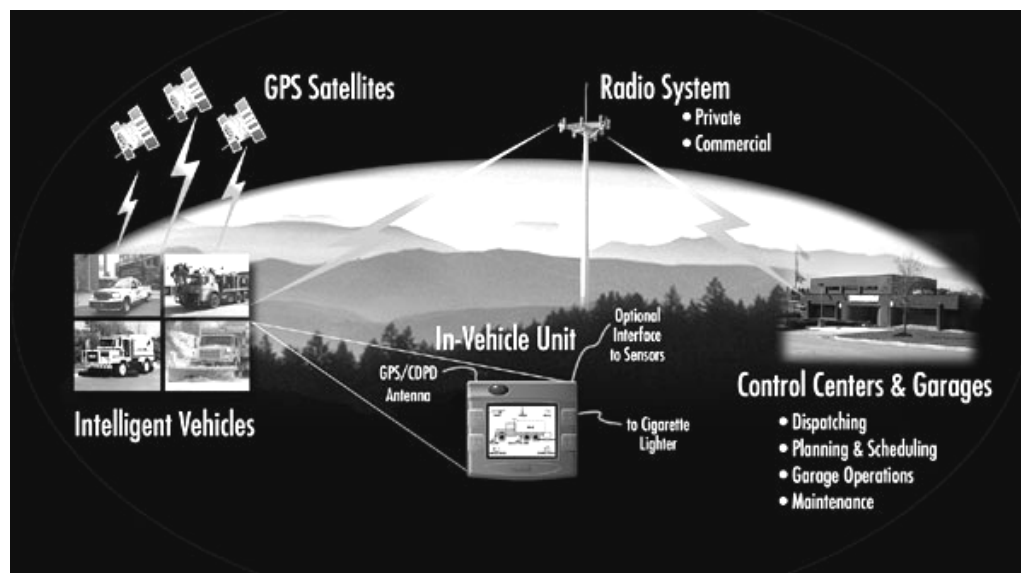 GPS Satellites
Radio System
• Private
• Commercial
Intelligent Vehicles
In-Vehicle Unit
GPS/CDPD
Antenna
Optional
Interface
to Sensors
to Cigarette
Lighter
Control Centers & Garages
• Dispatching
• Planning & Scheduling
• Garage Operations
• Maintenance